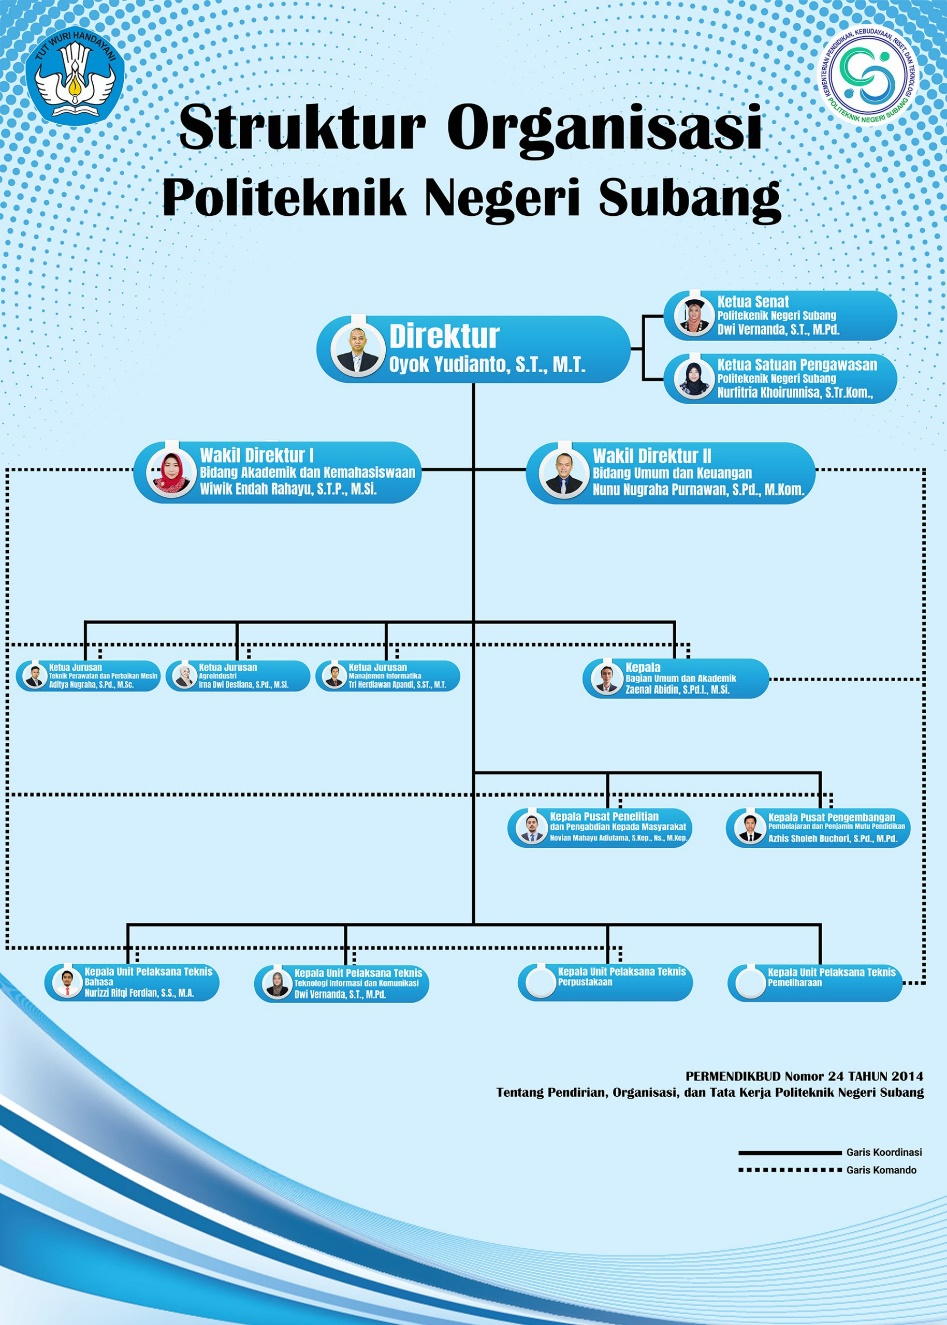 TUT WURI HANDAYANI
KEMENTERIAN PENDIDIKAN, KEBUDAYAAN, RISET, DAN TEKNOLOGI
POLITEKNIK NEGERI SUBANG
Struktur Organisasi
Politeknik Negeri Subang
Ketua Senat
Politekenik Negeri Subang
Dwi Vernanda, S.T., M.Pd.
Direktur
Oyok Yudianto, S.T., M.T.
Ketua Satuan Pengawasan
Politekenik Negeri Subang
Nurfitria Khoirunnisa, S.Tr.Kom.,
Wakil Direktur I
Bidang Akademik dan Kemahasiswaan
Wiwik Endah Rahayu, S.T.P., M.Si.
Wakil Direktur II
Bidang Umum dan Keuangan
Nunu Nugraha Purnawan, S.Pd., M.Kom.
Ketua Jurusan
Teknik Perawatan dan Perbaikan Mesin
Aditya Nugraha, S.Pd., M.Sc.
Ketua Jurusan
Agroindustri
Irna Dwi Destiana, S.Pd., M.Si.
Ketua Jurusan
Manajemen Informatika
Tri Herdiawan Apandi, S.ST., M.T.
Kepala
Bagian Umum dan Akademik
Zaenal Abidin, S.Pd.I., M.Si.
Kepala Pusat Penelitian
dan Pengabdian Kepada Masyarakat
Novian Mahayu Adiutama, S.Kep., Ns., M.Kep
Kepala Pusat Pengembangan
Pembelajaran dan Penjamin Mutu Pendidikan
Azhis Sholeh Buchori, S.Pd., M.Pd.
Kepala Unit Pelaksana Teknis
Bahasa
Nurizzi Rifqi Ferdian, S.S., M.A.
Kepala Unit Pelaksana Teknis
Teknologi Informasi dan Komunikasi
Dwi Vernanda, S.T., M.Pd.
Kepala Unit Pelaksana Teknis
Perpustakaan
Kepala Unit Pelaksana Teknis
Pemeliharaan
PERMENDIKBUD Nomor 24 TAHUN 2014
Tentang Pendirian, Organisasi, dan Tata Kerja Politeknik Negeri Subang
Garis Koordinasi
Garis Komando